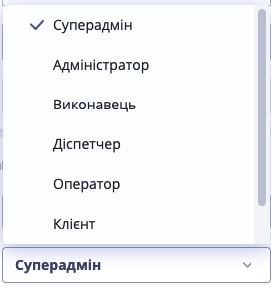 Суперадмін
Адміністратор
Виконавець
Діспетчер
Оператор
Клієнт
Суперадмін